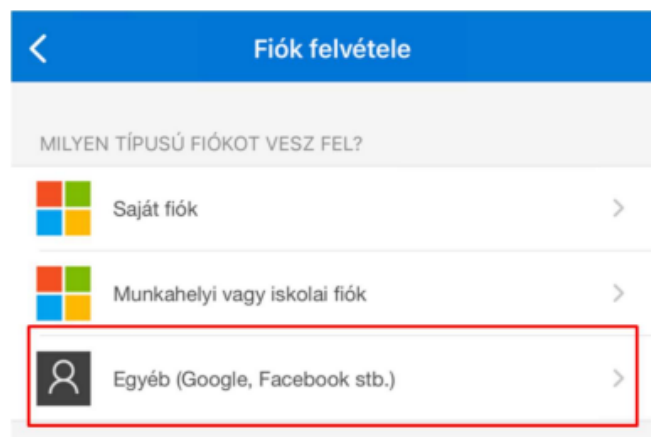 Fiók felvétele
MILYEN TÍPUSÚ FIÓKOT VESZ FEL?
Saját fiók
Munkahelyi vagy iskolai fiók
Egyéb (Google, Facebook stb.)